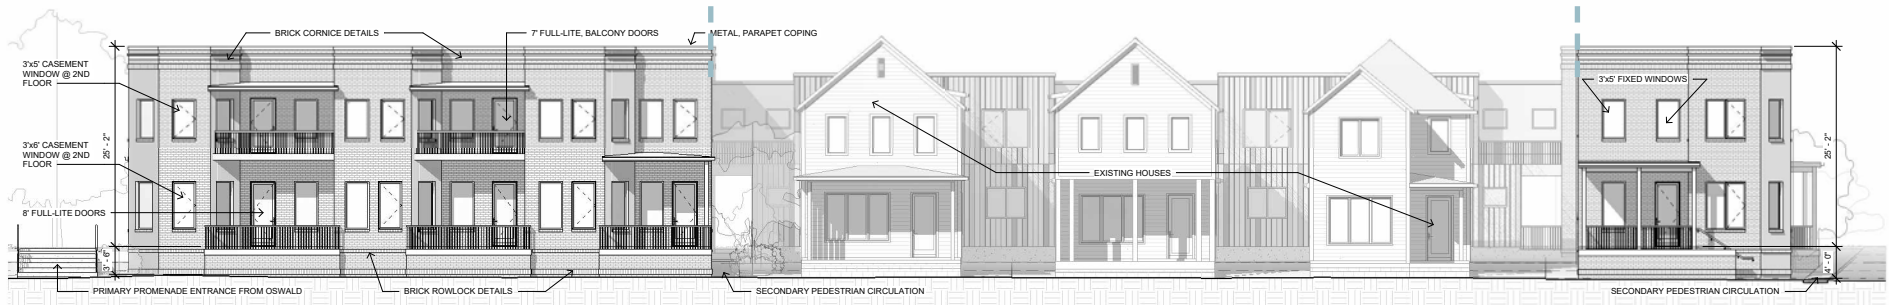 BRICK CORNICE DETAILS
7' FULL-LITE, BALCONY DOORS
METAL, PARAPET COPING
3'x5' CASEMENT
WINDOW @ 2ND
FLOOR
3'x5' FIXED WINDOWS
25' - 2"
25' - 2"
3'x6' CASEMENT
WINDOW @ 2ND
FLOOR
EXISTING HOUSES
8' FULL-LITE DOORS
3' - 6"
4' - 0"
PRIMARY PROMENADE ENTRANCE FROM OSWALD
BRICK ROWLOCK DETAILS
SECONDARY PEDESTRIAN CIRCULATION
SECONDARY PEDESTRIAN CIRCULATION